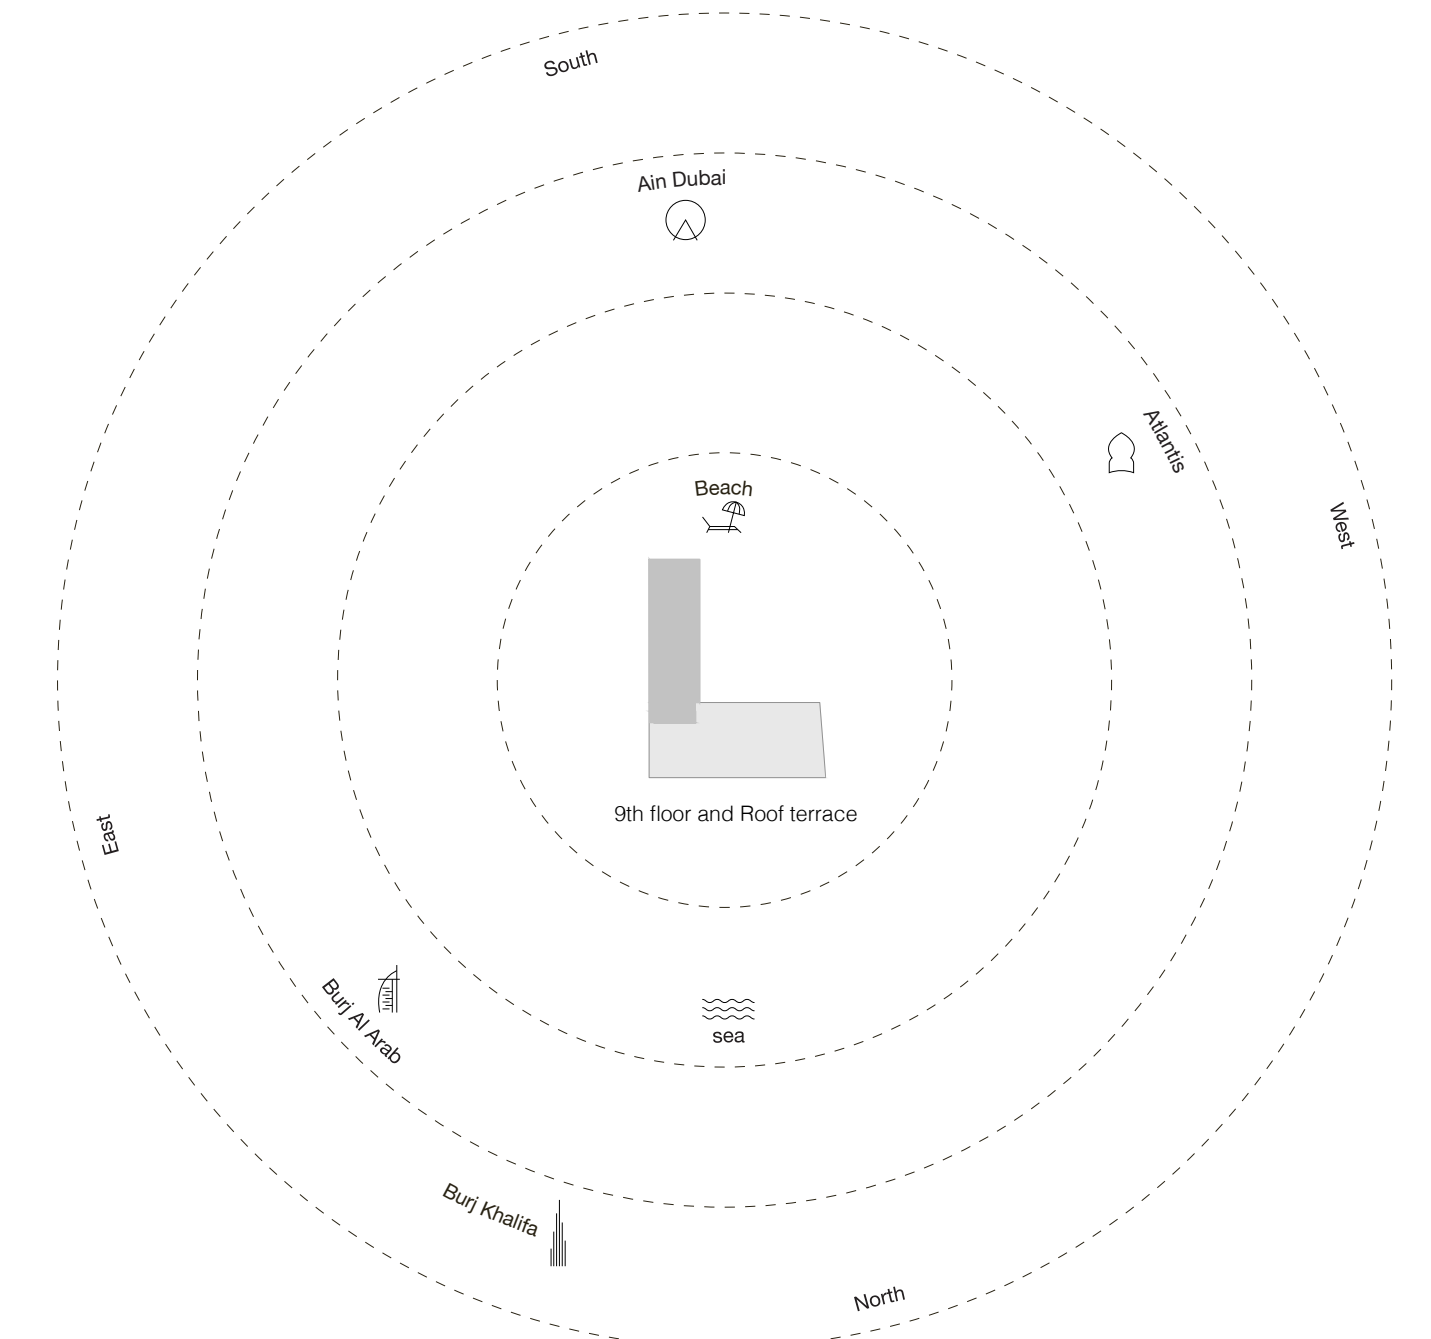 South
Ain Dubai
Atlantis
Beach
West
9th floor and Roof terrace
East
Burj Al Arab
sea
Burj Khalifa
North